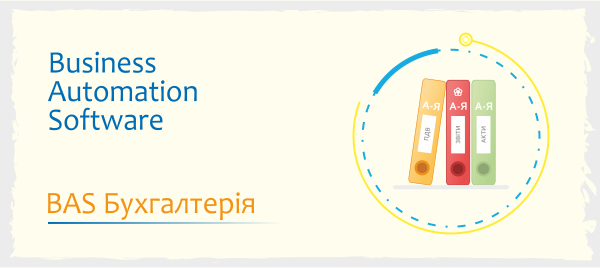 Business
Automation
Software
BAS Бухгалтерія
А-Я
А-Я
А-Я
ПДВ
ЗВІТИ
АКТИ